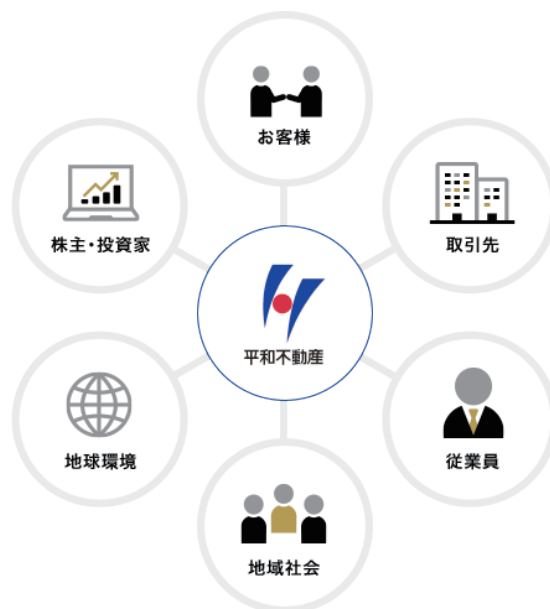 お客様
株主・投資家
取引先
平和不動産
地球環境
従業員
地域社会